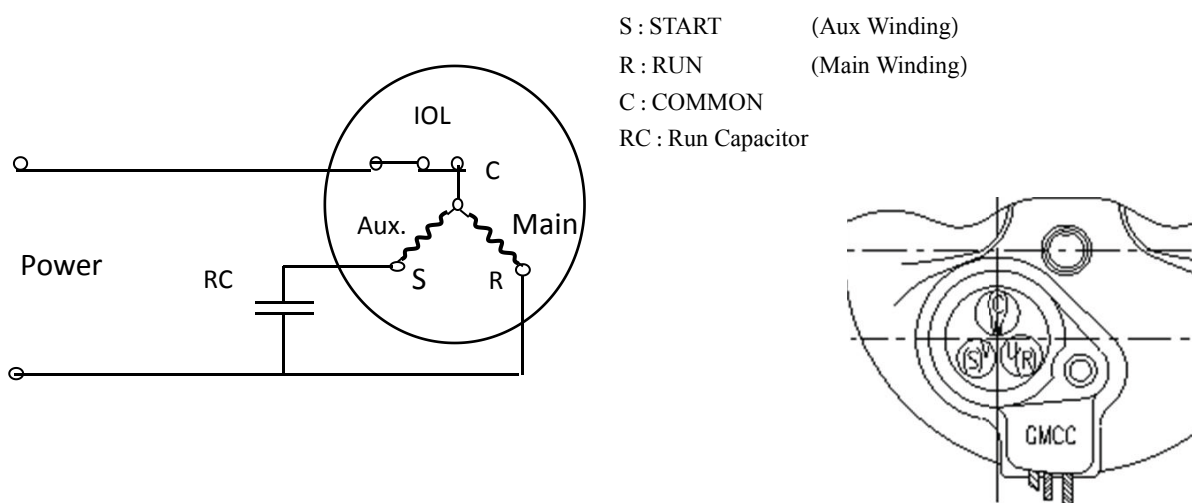 S : START (Aux Winding)
R : RUN (Main Winding)
C : COMMON
RC : Run Capacitor
IOL
C
Aux. Main
Power
RC
S R
C
(S) V U (R)
GMCC